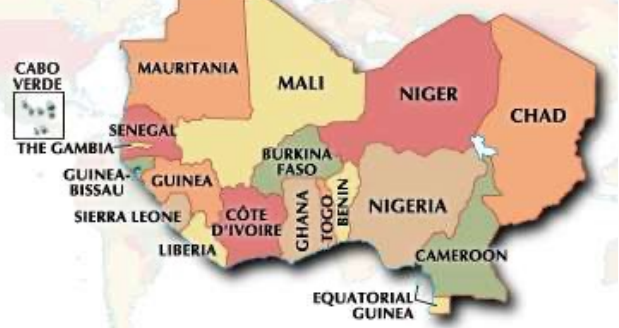 CABO
VERDE
MAURITANIA
MALI
NIGER
CHAD
SENEGAL
THE GAMBIA
GUINEA-
BISSAU
GUINEA
BURKINA
FASO
SIERRA LEONE
CÔTE
D'IVOIRE
GHANA
TOGO
BENIN
NIGERIA
LIBERIA
CAMEROON
EQUATORIAL
GUINEA